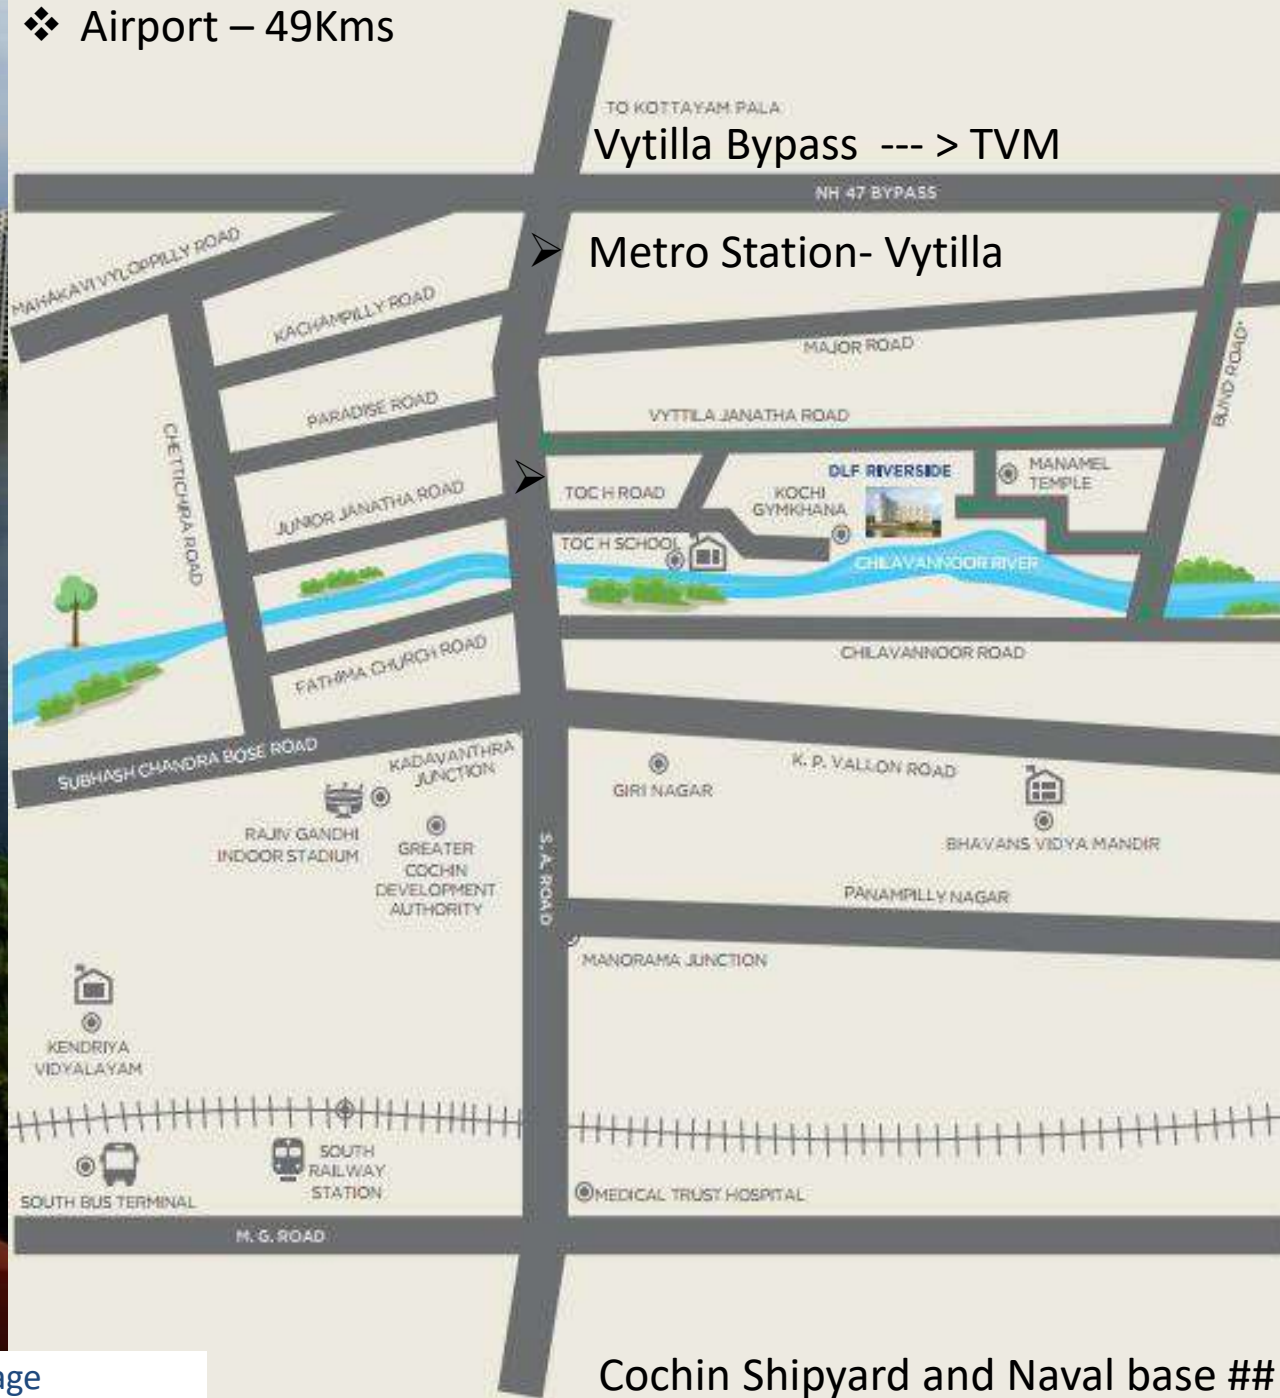 ❖ Airport – 49Kms
TO KOTTAYAM PALA
Vytilla Bypass --- > TVM
NH 47 BYPASS
MAHAKAVI VYLOPPILLY ROAD
➢ Metro Station- Vytilla
KACHAMPILLY ROAD
MAJOR ROAD
BLIND ROAD*
PARADISE ROAD
VYTTILA JANATHA ROAD
CHETTICHIRA ROAD
➢
JUNIOR JANATHA ROAD
TOC H ROAD
DLF RIVERSIDE
KOCHI
GYMKHANA
MANAMEL
TEMPLE
TOC H SCHOOL
CHILAVANNOOR RIVER
FATHIMA CHURCH ROAD
CHILAVANNOOR ROAD
SUBHASH CHANDRA BOSE ROAD
KADAVANTHRA
JUNCTION
GIRI NAGAR
K. P. VALLON ROAD
RAJIV GANDHI
INDOOR STADIUM
GREATER
COCHIN
DEVELOPMENT
AUTHORITY
S. A. ROAD
BHAVANS VIDYA MANDIR
PANAMPILLY NAGAR
MANORAMA JUNCTION
KENDRIYA
VIDYALAYAM
SOUTH
RAILWAY
STATION
SOUTH BUS TERMINAL
MEDICAL TRUST HOSPITAL
M. G. ROAD
Cochin Shipyard and Naval base ##
age